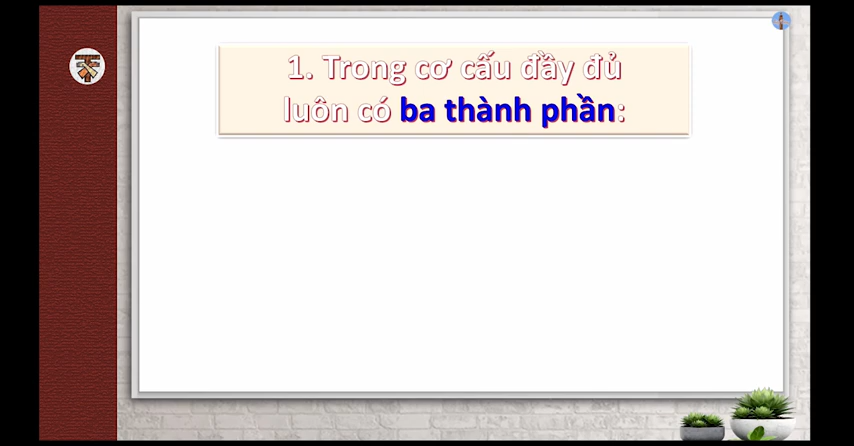 1. Trong cơ cấu đầy đủ
luôn có ba thành phần: